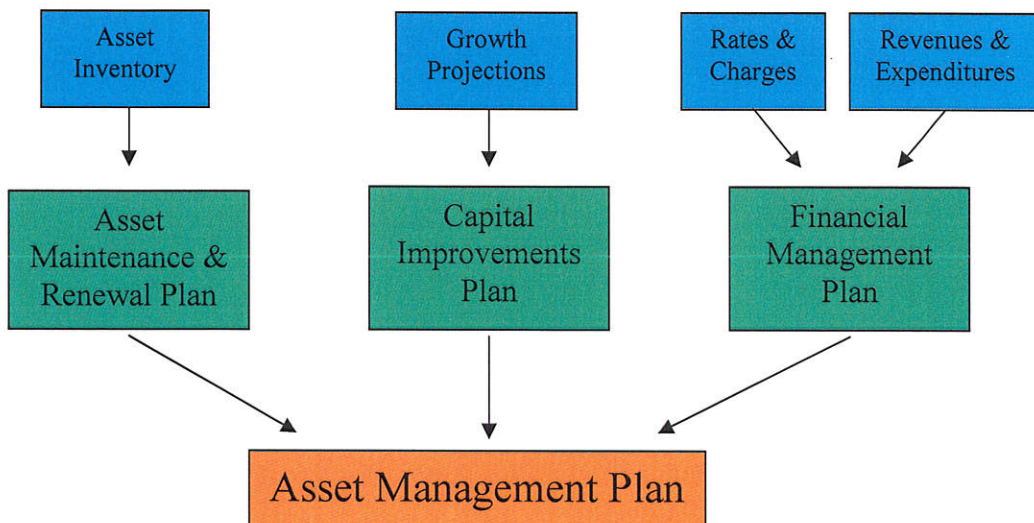 Asset
Inventory
Growth
Projections
Rates &
Charges
Revenues &
Expenditures
Asset
Maintenance &
Renewal Plan
Capital
Improvements
Plan
Financial
Management
Plan
Asset Management Plan